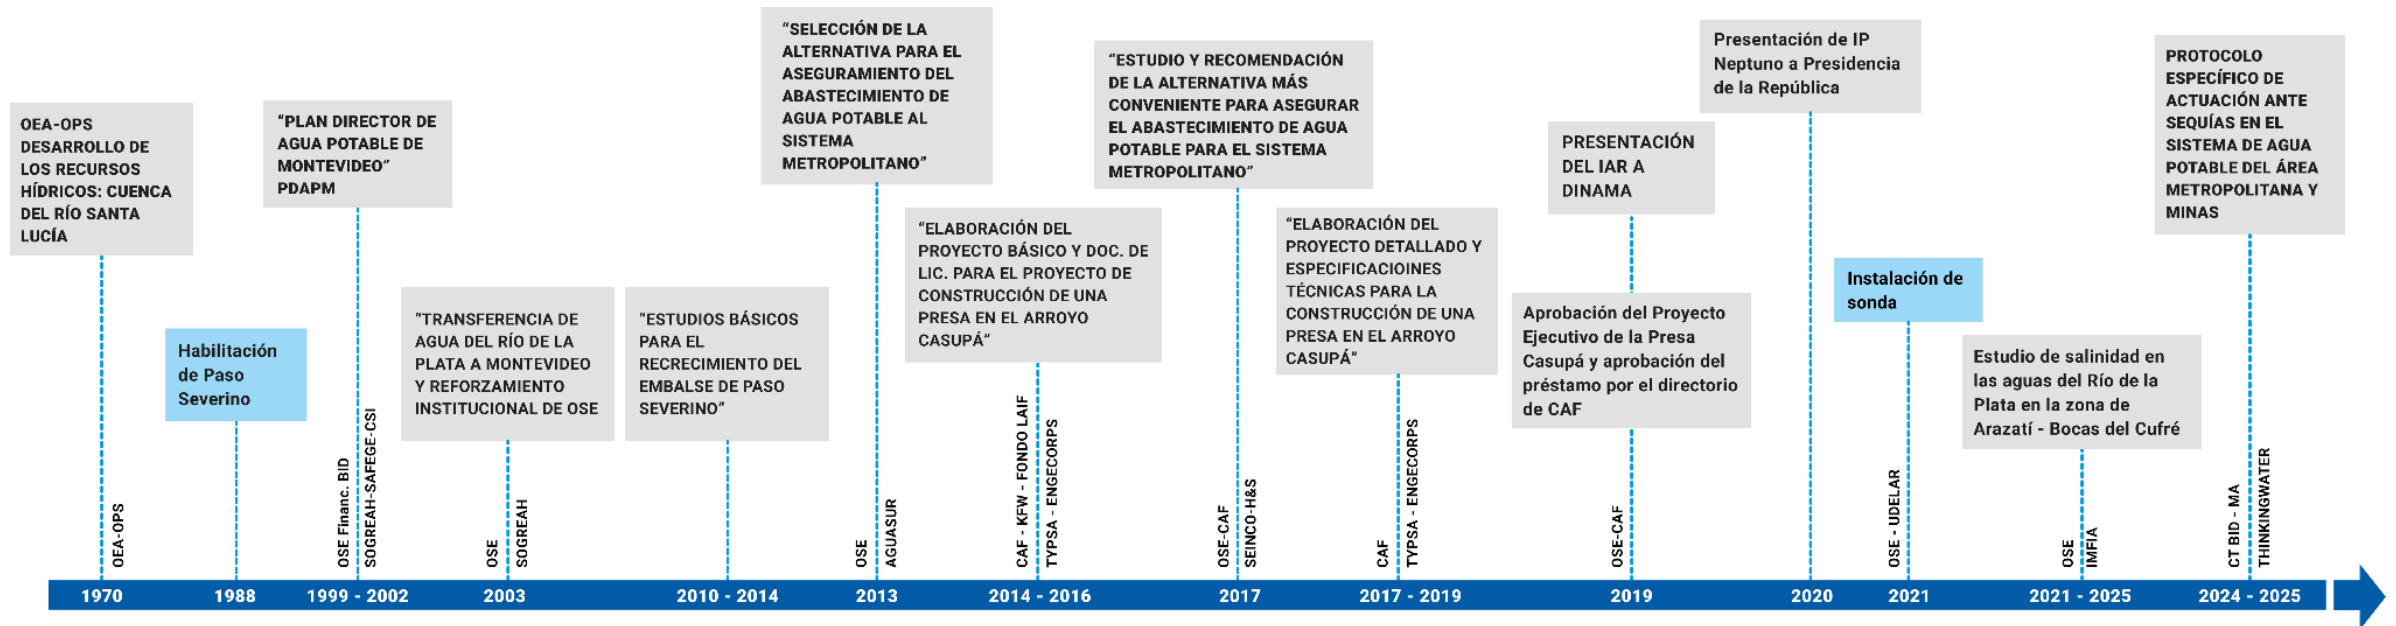 OEA-OPS
DESARROLLO DE
LOS RECURSOS
HÍDRICOS: CUENCA
DEL RÍO SANTA
LUCÍA
OEA-OPS
1970
Habilitación
de Paso
Severino
1988
“PLAN DIRECTOR DE
AGUA POTABLE DE
MONTEVIDEO”
PDAPM
OSE Financ. BID
SOGREAH-SAFEGE-CSI
1999 - 2002
“TRANSFERENCIA DE
AGUA DEL RÍO DE LA
PLATA A MONTEVIDEO
Y REFORZAMIENTO
INSTITUCIONAL DE OSE
OSE
SOGREAH
2003
“ESTUDIOS BÁSICOS
PARA EL
RECRECIMIENTO DEL
EMBALSE DE PASO
SEVERINO”
2010 - 2014
“SELECCIÓN DE LA
ALTERNATIVA PARA EL
ASEGURAMIENTO DEL
ABASTECIMIENTO DE
AGUA POTABLE AL
SISTEMA
METROPOLITANO”
OSE
AGUASUR
2013
“ELABORACIÓN DEL
PROYECTO BÁSICO Y DOC. DE
LIC. PARA EL PROYECTO DE
CONSTRUCCIÓN DE UNA
PRESA EN EL ARROYO
CASUPÁ”
CAF - KFW - FONDO LAIF
TYPSA - ENGECORPS
2014 - 2016
“ESTUDIO Y RECOMENDACIÓN
DE LA ALTERNATIVA MÁS
CONVENIENTE PARA ASEGURAR
EL ABASTECIMIENTO DE AGUA
POTABLE PARA EL SISTEMA
METROPOLITANO”
OSE-CAF
SEINCO-H&S
2017
“ELABORACIÓN DEL
PROYECTO DETALLADO Y
ESPECIFICACIOINES
TÉCNICAS PARA LA
CONSTRUCCIÓN DE UNA
PRESA EN EL ARROYO
CASUPÁ”
CAF
TYPSA - ENGECORPS
2017 - 2019
PRESENTACIÓN
DEL IAR A
DINAMA
Aprobación del Proyecto
Ejecutivo de la Presa
Casupá y aprobación del
préstamo por el directorio
de CAF
OSE-CAF
2019
Presentación de IP
Neptuno a Presidencia
de la República
2020
Instalación de
sonda
OSE - UDELAR
2021
Estudio de salinidad en
las aguas del Río de la
Plata en la zona de
Arazatí - Bocas del Cufré
OSE
IMFIA
2021 - 2025
PROTOCOLO
ESPECÍFICO DE
ACTUACIÓN ANTE
SEQUÍAS EN EL
SISTEMA DE AGUA
POTABLE DEL ÁREA
METROPOLITANA Y
MINAS
CT BID - MA
THINKINGWATER
2024 - 2025